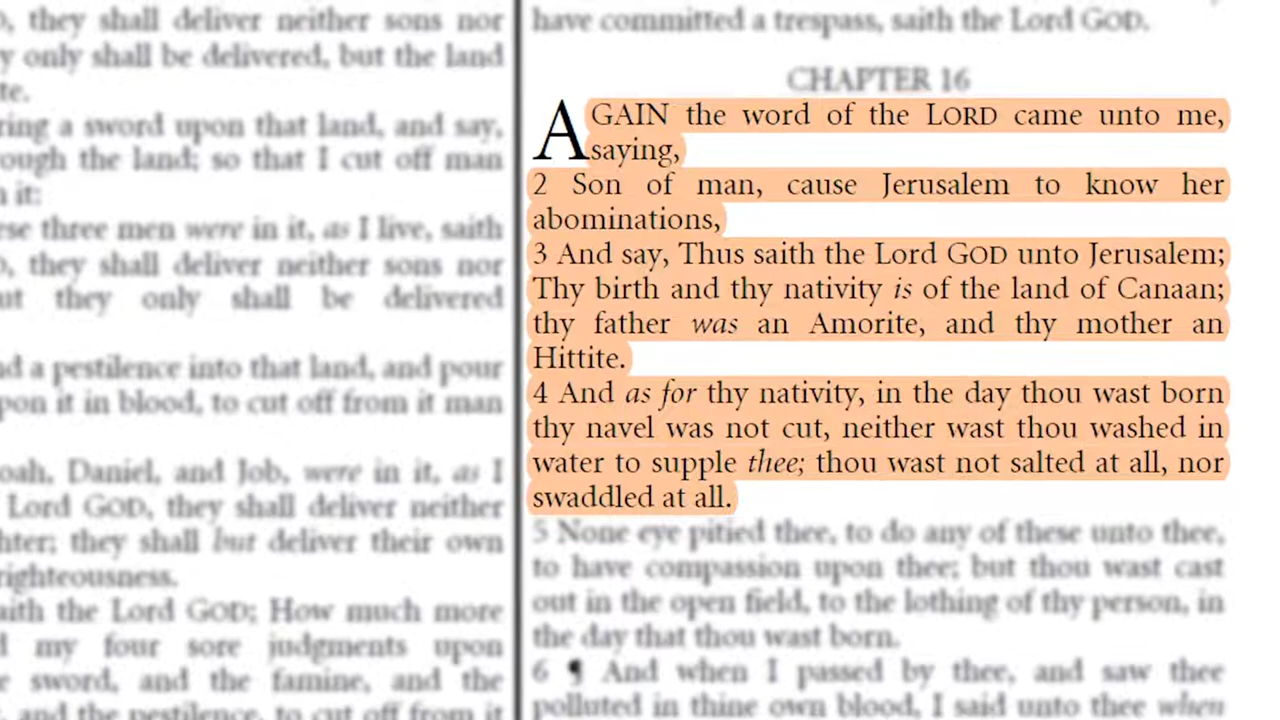 , they shall deliver neither sons nor
only shall be delivered, but the land
te.
ring a sword upon that land, and say,
rough the land; so that I cut off man
it:
ese three men were in it, as I live, saith
, they shall deliver neither sons nor
ut they only shall be delivered
nd a pestilence into that land, and pour
pon it in blood, to cut off from it man
oah, Daniel, and Job, were in it, as I
Lord GOD, they shall deliver neither
hter; they shall but deliver their own
righteousness.
aith the Lord GOD; How much more
d my four sore judgments upon
e sword, and the famine, and the
, and the pestilence, to cut off from it
have committed a trespass, saith the Lord GOD.
CHAPTER 16
AGAIN the word of the LORD came unto me,
saying,
2 Son of man, cause Jerusalem to know her
abominations,
3 And say, Thus saith the Lord GOD unto Jerusalem;
Thy birth and thy nativity is of the land of Canaan;
thy father was an Amorite, and thy mother an
Hittite.
4 And as for thy nativity, in the day thou wast born
thy navel was not cut, neither wast thou washed in
water to supple thee; thou wast not salted at all, nor
swaddled at all.
5 None eye pitied thee, to do any of these unto thee,
to have compassion upon thee; but thou wast cast
out in the open field, to the lothing of thy person, in
the day that thou wast born.
6 ¶ And when I passed by thee, and saw thee
polluted in thine own blood, I said unto thee when